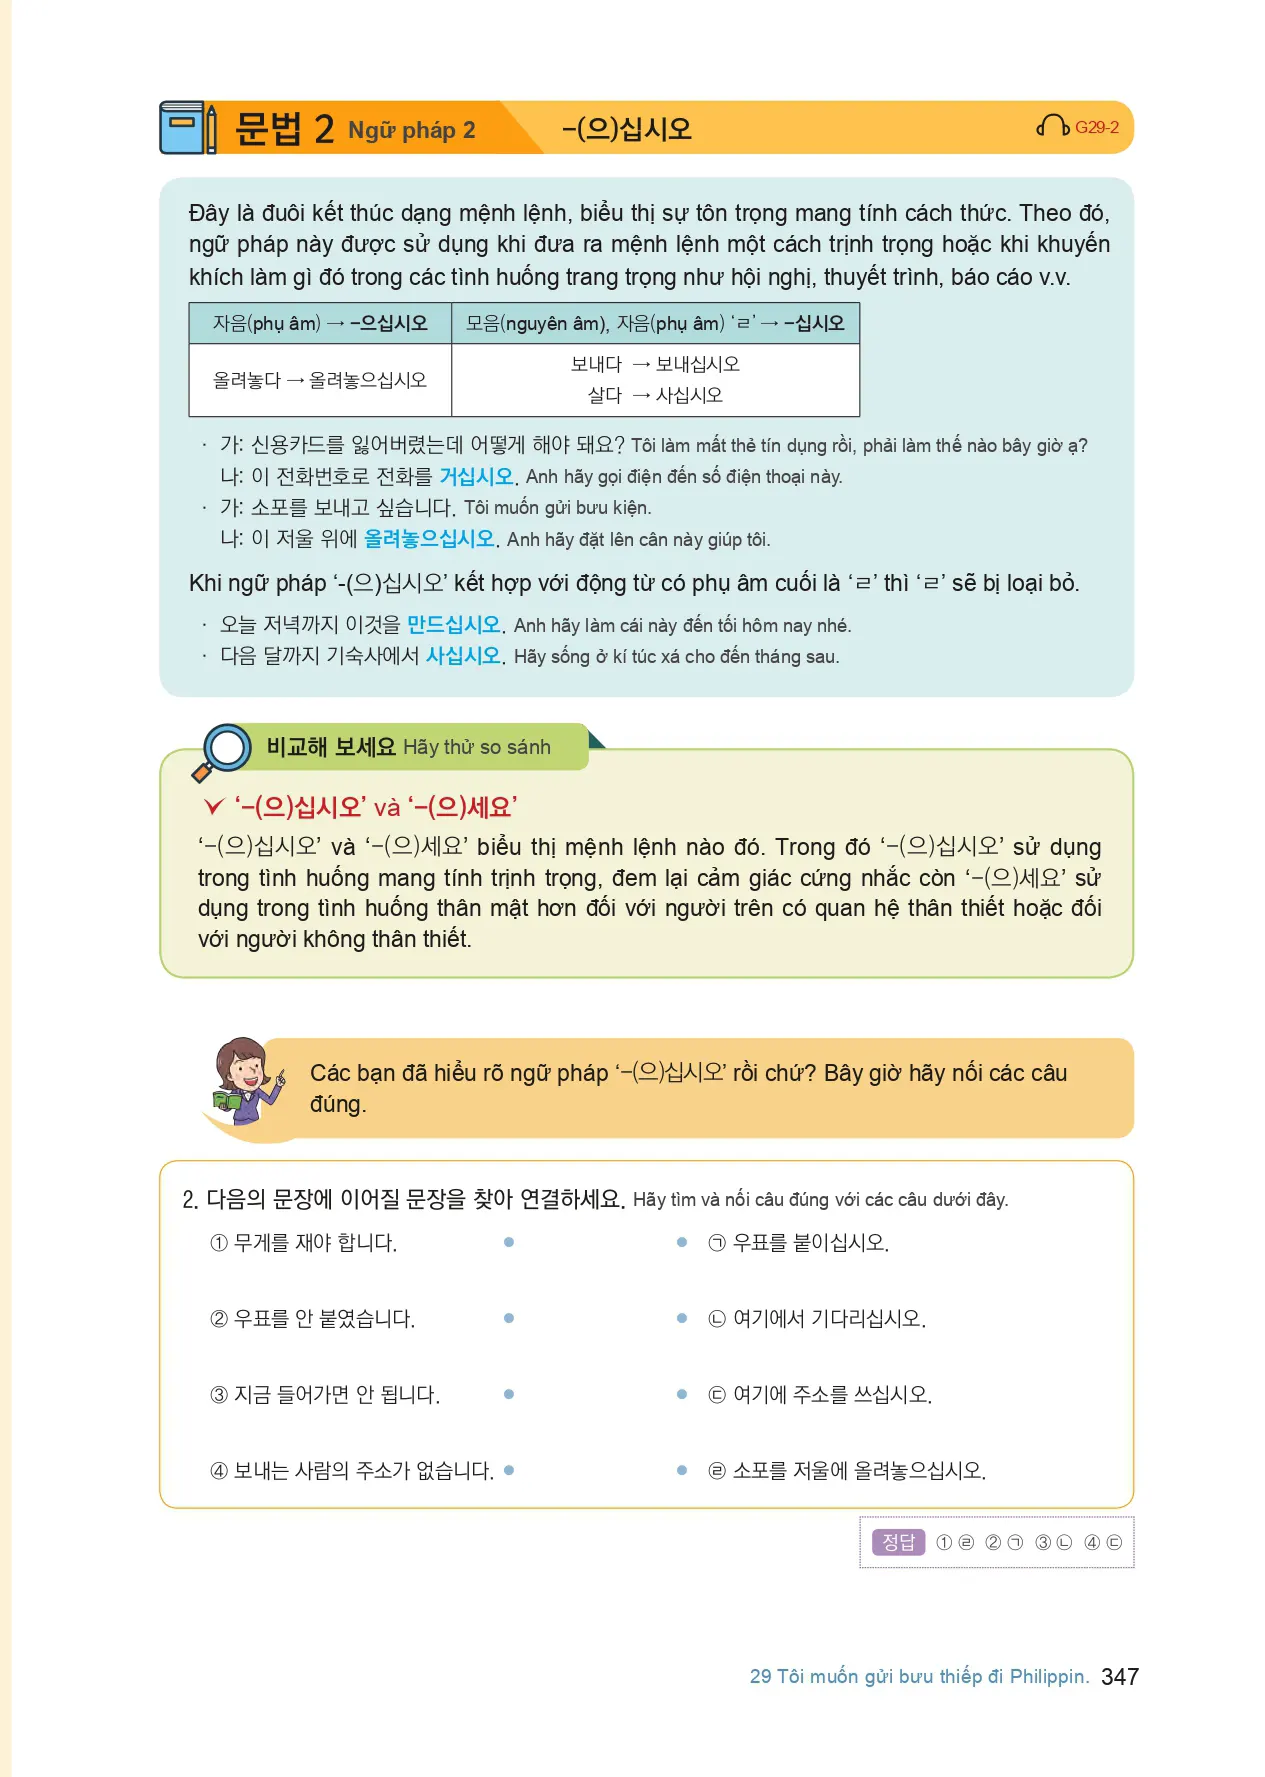 문법 2 Ngữ pháp 2 -(으)십시오 G29-2
Đây là đuôi kết thúc dạng mệnh lệnh, biểu thị sự tôn trọng mang tính cách thức. Theo đó,
ngữ pháp này được sử dụng khi đưa ra mệnh lệnh một cách trịnh trọng hoặc khi khuyến
khích làm gì đó trong các tình huống trang trọng như hội nghị, thuyết trình, báo cáo v.v.
자음(phụ âm) → -으십시오 모음(nguyên âm), 자음(phụ âm) ‘ㄹ’ → -십시오
올려놓다 → 올려놓으십시오
보내다 → 보내십시오
살다 → 사십시오
· 가: 신용카드를 잃어버렸는데 어떻게 해야 돼요? Tôi làm mất thẻ tín dụng rồi, phải làm thế nào bây giờ ạ?
나: 이 전화번호로 전화를 거십시오. Anh hãy gọi điện đến số điện thoại này.
· 가: 소포를 보내고 싶습니다. Tôi muốn gửi bưu kiện.
나: 이 저울 위에 올려놓으십시오. Anh hãy đặt lên cân này giúp tôi.
Khi ngữ pháp ‘-(으)십시오’ kết hợp với động từ có phụ âm cuối là ‘ㄹ’ thì ‘ㄹ’ sẽ bị loại bỏ.
· 오늘 저녁까지 이것을 만드십시오. Anh hãy làm cái này đến tối hôm nay nhé.
· 다음 달까지 기숙사에서 사십시오. Hãy sống ở kí túc xá cho đến tháng sau.
비교해 보세요 Hãy thử so sánh
‘-(으)십시오’ và ‘-(으)세요’
‘-(으)십시오’ và ‘-(으)세요’ biểu thị mệnh lệnh nào đó. Trong đó ‘-(으)십시오’ sử dụng
trong tình huống mang tính trịnh trọng, đem lại cảm giác cứng nhắc còn ‘-(으)세요’ sử
dụng trong tình huống thân mật hơn đối với người trên có quan hệ thân thiết hoặc đối
với người không thân thiết.
Các bạn đã hiểu rõ ngữ pháp ‘-(으)십시오’ rồi chứ? Bây giờ hãy nối các câu
đúng.
2. 다음의 문장에 이어질 문장을 찾아 연결하세요. Hãy tìm và nối câu đúng với các câu dưới đây.
① 무게를 재야 합니다. ㉠ 우표를 붙이십시오.
② 우표를 안 붙였습니다. ㉡ 여기에서 기다리십시오.
③ 지금 들어가면 안 됩니다. ㉢ 여기에 주소를 쓰십시오.
④ 보내는 사람의 주소가 없습니다. ㉣ 소포를 저울에 올려놓으십시오.
정답 ① ㉣ ② ㉠ ③ ㉡ ④ ㉢
29 Tôi muốn gửi bưu thiếp đi Philippin. 347